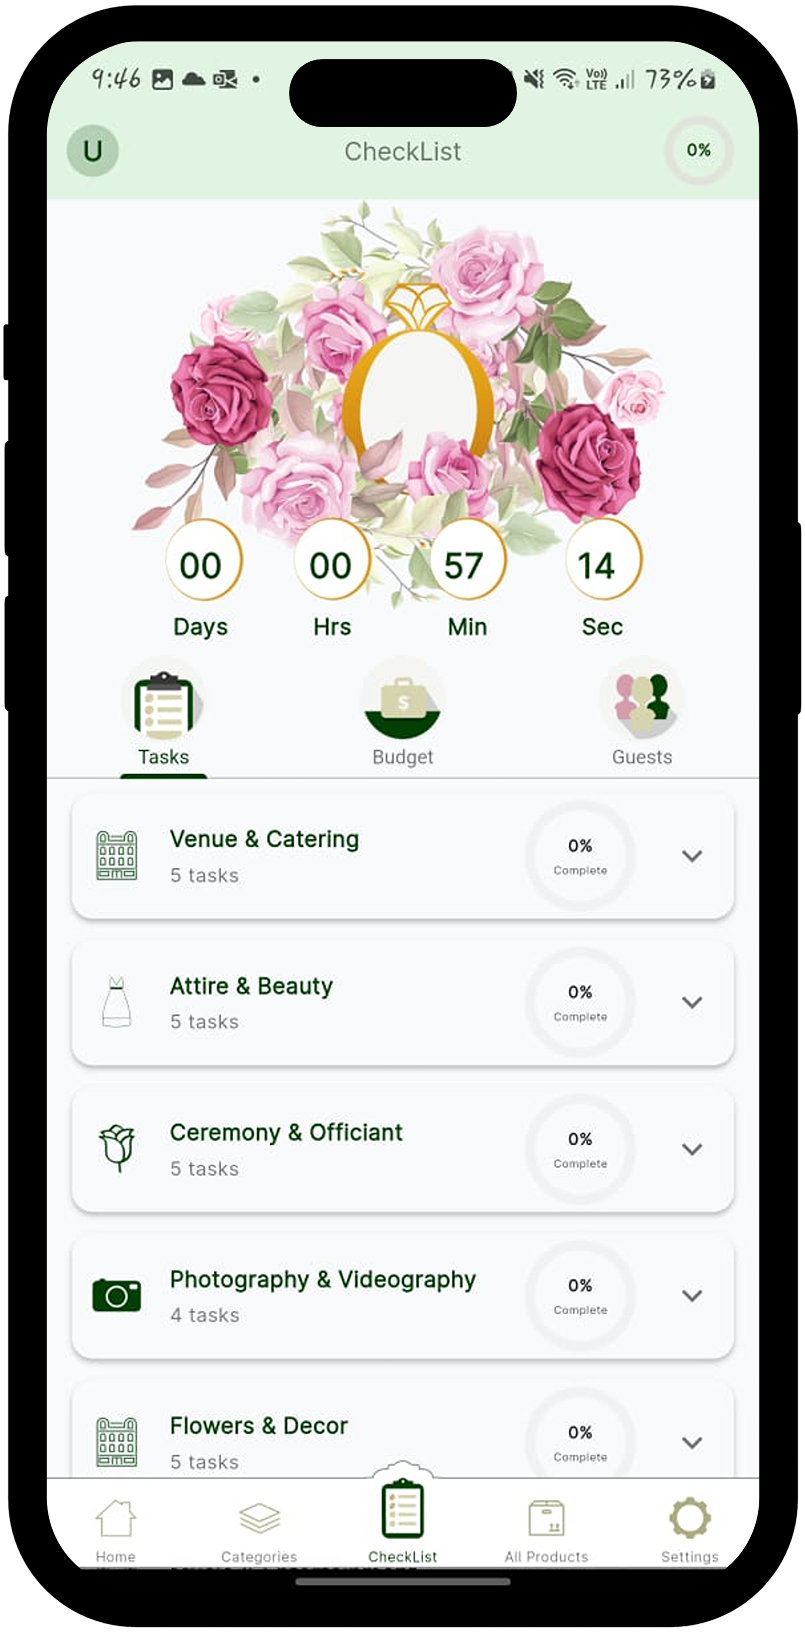 9:46
Vo))
LTE
73%
U
CheckList
0%
00
00
57
14
Days
Hrs
Min
Sec
$
Tasks
Budget
Guests
Venue & Catering
5 tasks
0%
Complete
Attire & Beauty
5 tasks
0%
Complete
Ceremony & Officiant
5 tasks
0%
Complete
Photography & Videography
4 tasks
0%
Complete
Flowers & Decor
5 tasks
0%
Complete
Home
Categories
CheckList
All Products
Settings